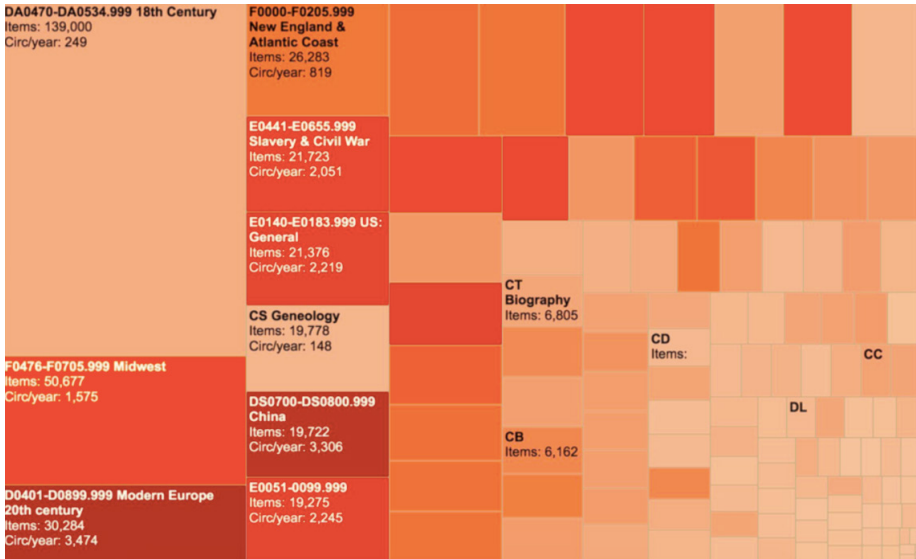 DA0470-DA0534.999 18th Century
Items: 139,000
Circ/year: 249
F0476-F0705.999 Midwest
Items: 50,677
Circ/year: 1,575
D0401-D0899.999 Modern Europe
20th century
Items: 30,284
Circ/year: 3,474
F0000-F0205.999
New England &
Atlantic Coast
Items: 26,283
Circ/year: 819
E0441-E0655.999
Slavery & Civil War
Items: 21,723
Circ/year: 2,051
E0140-E0183.999 US:
General
Items: 21,376
Circ/year: 2,219
CS Geneology
Items: 19,778
Circ/year: 148
DS0700-DS0800.999
China
Items: 19,722
Circ/year: 3,306
E0051-0099.999
Items: 19,275
Circ/year: 2,245
CT
Biography
Items: 6,805
CB
Items: 6,162
CD
Items:
CC
DL